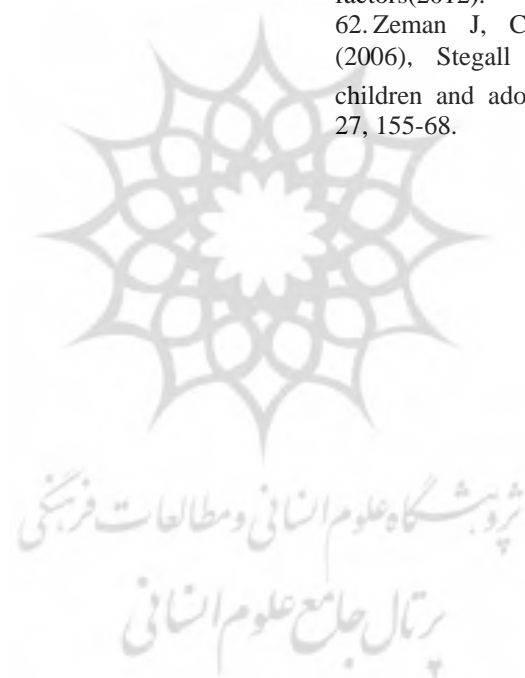 factors(2012).
62. Zeman J, C
(2006), Stegall
children and ado
27, 155-68.
پژوهشگاه علوم انسانی و مطالعات فرهنگی
پرتال جامع علوم انسانی